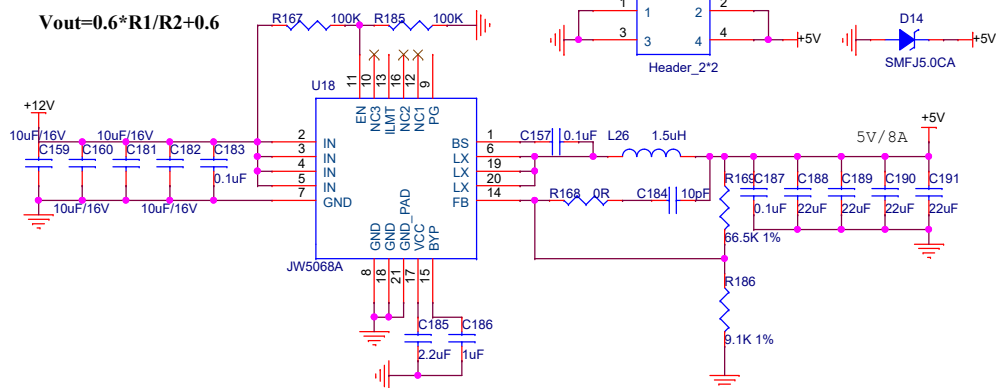 Vout=0.6*R1/R2+0.6
R167 100K R185 100K
1 1 2 2
3 3 4 4
+5V
Header_2*2
D14
+5V
SMFJ5.0CA
U18
11 10 13 16 12 9
EN NC3 ILMT NC2 NC1 PG
+12V
10uF/16V 10uF/16V
C159 C160 C181 C182 C183
0.1uF
10uF/16V 10uF/16V
2 IN
3 IN
4 IN
5 IN
7 GND
BS 1
LX 6
LX 19
LX 20
FB 14
GND GND GND_PAD VCC BYP
JW5068A
8 18 21 17 15
C157 0.1uF L26 1.5uH
R168 0R C184 10pF
5V/8A
+5V
R169 C187 C188 C189 C190 C191
0.1uF 22uF 22uF 22uF 22uF
66.5K 1%
R186
9.1K 1%
C185 C186
2.2uF 1uF